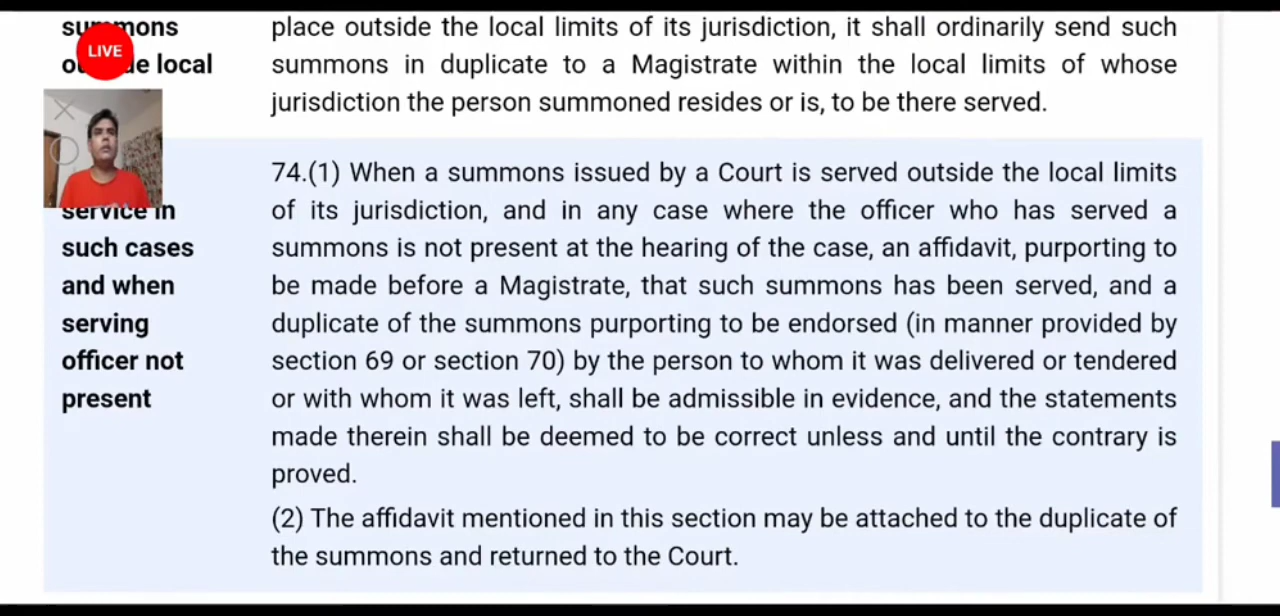 summons
outside local
LIVE
service in
such cases
and when
serving
officer not
present
place outside the local limits of its jurisdiction, it shall ordinarily send such
summons in duplicate to a Magistrate within the local limits of whose
jurisdiction the person summoned resides or is, to be there served.
74.(1) When a summons issued by a Court is served outside the local limits
of its jurisdiction, and in any case where the officer who has served a
summons is not present at the hearing of the case, an affidavit, purporting to
be made before a Magistrate, that such summons has been served, and a
duplicate of the summons purporting to be endorsed (in manner provided by
section 69 or section 70) by the person to whom it was delivered or tendered
or with whom it was left, shall be admissible in evidence, and the statements
made therein shall be deemed to be correct unless and until the contrary is
proved.
(2) The affidavit mentioned in this section may be attached to the duplicate of
the summons and returned to the Court.